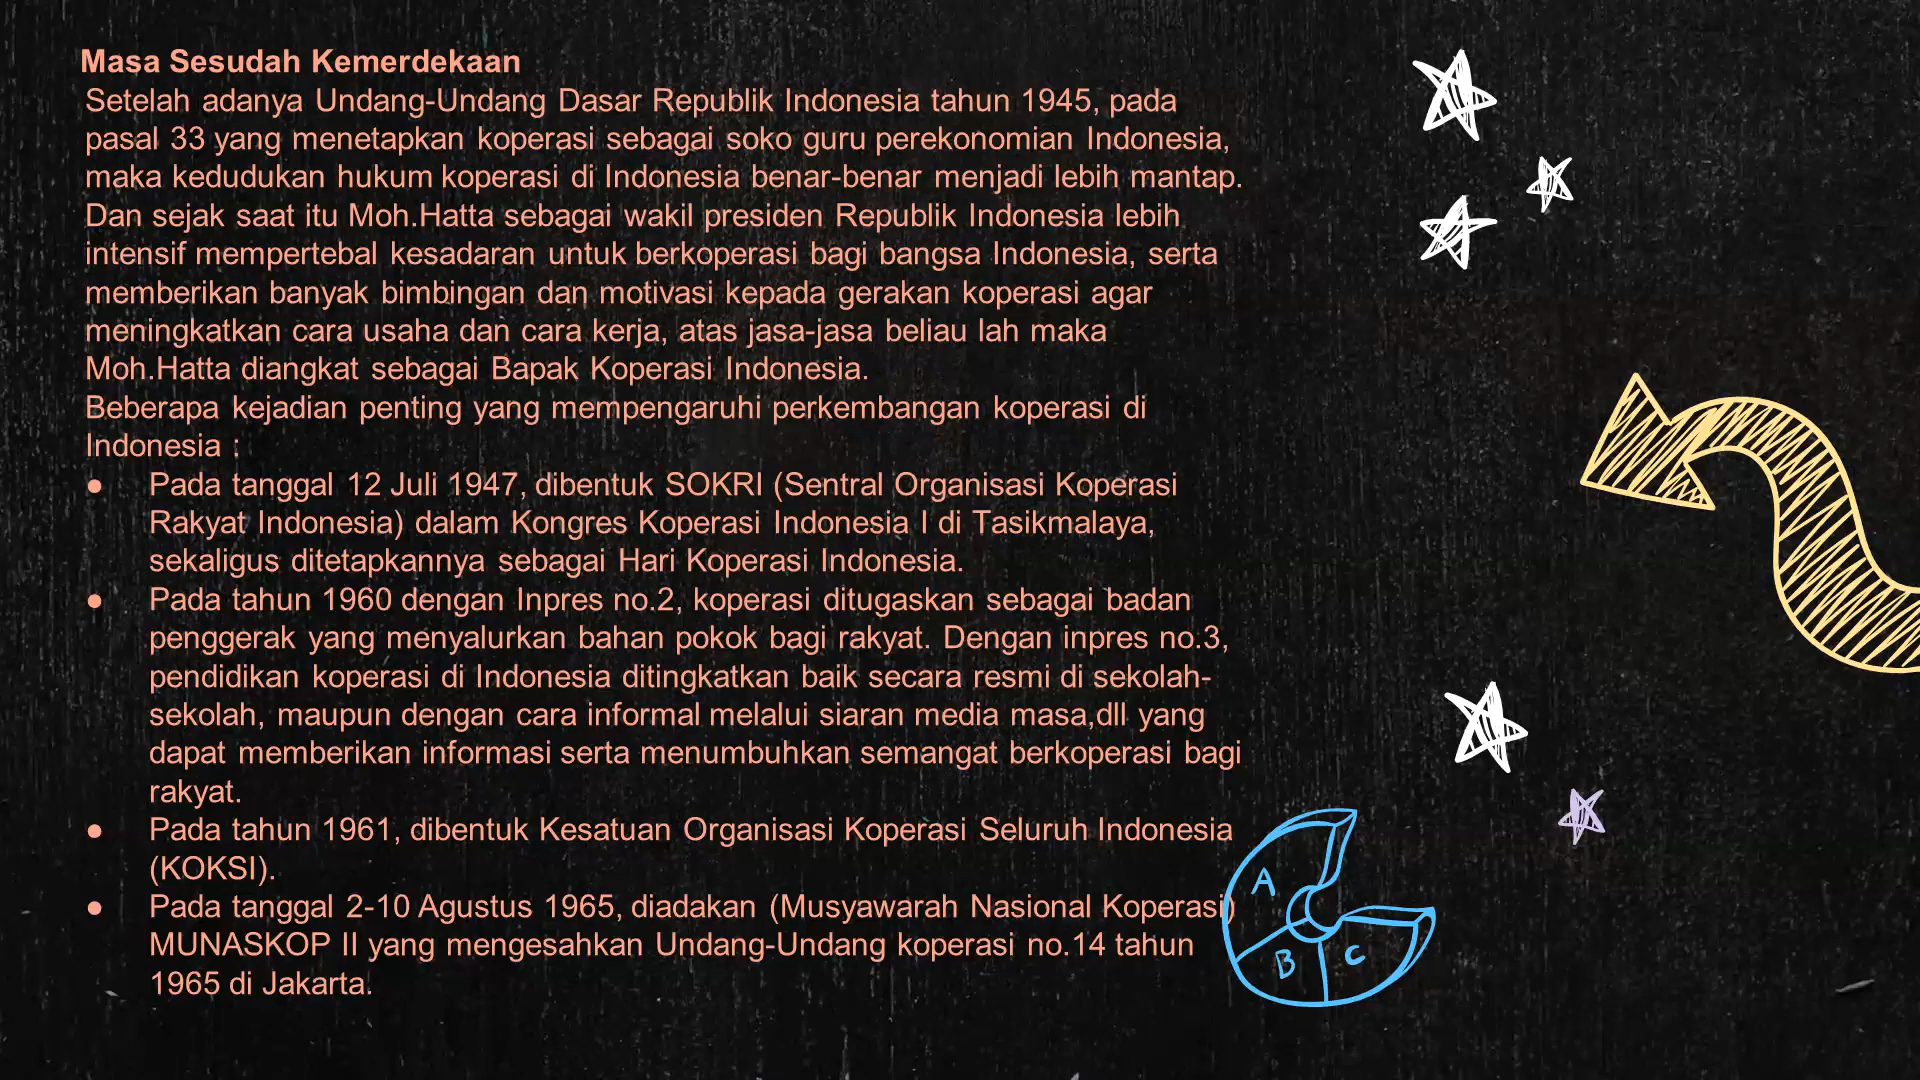 Masa Sesudah Kemerdekaan
Setelah adanya Undang-Undang Dasar Republik Indonesia tahun 1945, pada
pasal 33 yang menetapkan koperasi sebagai soko guru perekonomian Indonesia,
maka kedudukan hukum koperasi di Indonesia benar-benar menjadi lebih mantap.
Dan sejak saat itu Moh.Hatta sebagai wakil presiden Republik Indonesia lebih
intensif mempertebal kesadaran untuk berkoperasi bagi bangsa Indonesia, serta
memberikan banyak bimbingan dan motivasi kepada gerakan koperasi agar
meningkatkan cara usaha dan cara kerja, atas jasa-jasa beliau lah maka
Moh.Hatta diangkat sebagai Bapak Koperasi Indonesia.
Beberapa kejadian penting yang mempengaruhi perkembangan koperasi di
Indonesia :
● Pada tanggal 12 Juli 1947, dibentuk SOKRI (Sentral Organisasi Koperasi
Rakyat Indonesia) dalam Kongres Koperasi Indonesia I di Tasikmalaya,
sekaligus ditetapkannya sebagai Hari Koperasi Indonesia.
● Pada tahun 1960 dengan Inpres no.2, koperasi ditugaskan sebagai badan
penggerak yang menyalurkan bahan pokok bagi rakyat. Dengan inpres no.3,
pendidikan koperasi di Indonesia ditingkatkan baik secara resmi di sekolah-
sekolah, maupun dengan cara informal melalui siaran media masa,dll yang
dapat memberikan informasi serta menumbuhkan semangat berkoperasi bagi
rakyat.
● Pada tahun 1961, dibentuk Kesatuan Organisasi Koperasi Seluruh Indonesia
(KOKSI).
● Pada tanggal 2-10 Agustus 1965, diadakan (Musyawarah Nasional Koperasi)
MUNASKOP II yang mengesahkan Undang-Undang koperasi no.14 tahun
1965 di Jakarta.
A
B
C